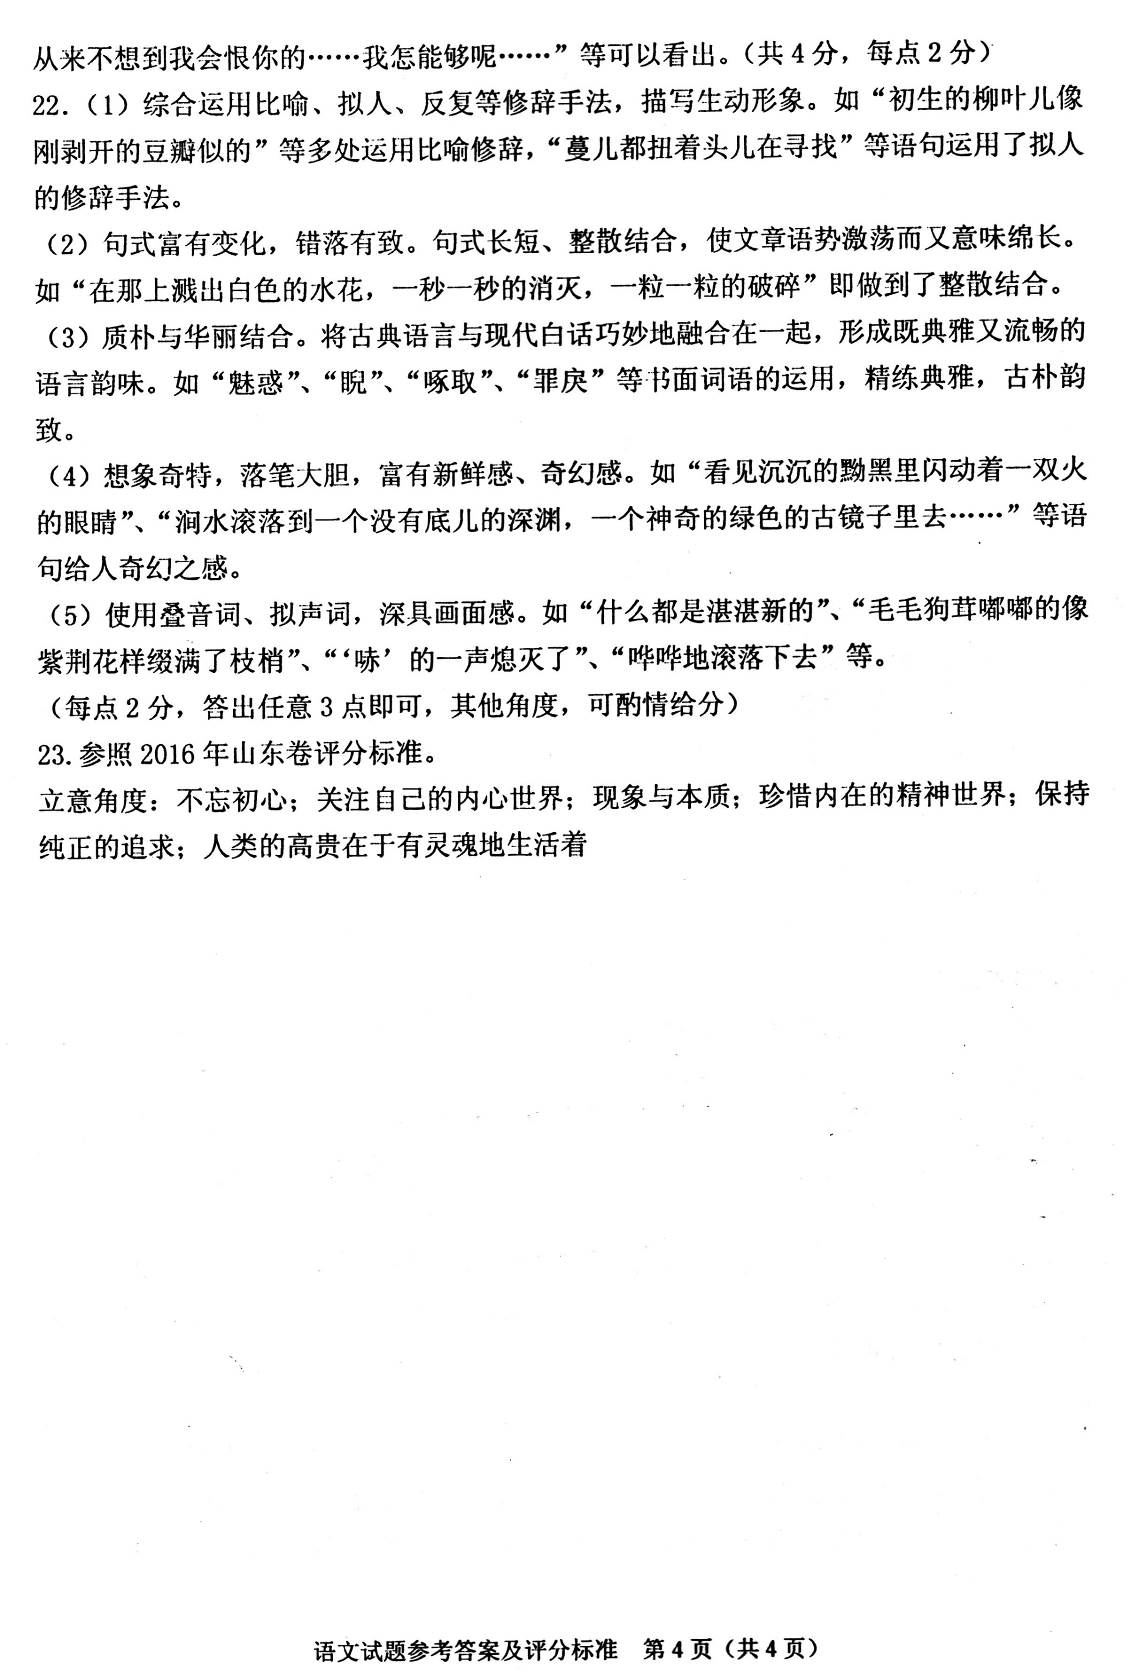 从来不想到我会恨你的……我怎能够呢……”等可以看出。（共 4 分，每点 2 分）
22.（1）综合运用比喻、拟人、反复等修辞手法，描写生动形象。如“初生的柳叶儿像
刚剥开的豆瓣似的”等多处运用比喻修辞，“蔓儿都扭着头儿在寻找”等语句运用了拟人
的修辞手法。
（2）句式富有变化，错落有致。句式长短、整散结合，使文章语势激荡而又意味绵长。
如“在那上溅出白色的水花，一秒一秒的消灭，一粒一粒的破碎”即做到了整散结合。
（3）质朴与华丽结合。将古典语言与现代白话巧妙地融合在一起，形成既典雅又流畅的
语言韵味。如“魅惑”、“睨”、“啄取”、“罪戾”等书面词语的运用，精练典雅，古朴韵
致。
（4）想象奇特，落笔大胆，富有新鲜感、奇幻感。如“看见沉沉的黝黑里闪动着一双火
的眼睛”、“涧水滚落到一个没有底儿的深渊，一个神奇的绿色的古镜子里去……”等语
句给人奇幻之感。
（5）使用叠音词、拟声词，深具画面感。如“什么都是湛湛新的”、“毛毛狗茸嘟嘟的像
紫荆花样缀满了枝梢”、“‘哧’的一声熄灭了”、“哗哗地滚落下去”等。
（每点 2 分，答出任意 3 点即可，其他角度，可酌情给分）
23. 参照 2016 年山东卷评分标准。
立意角度：不忘初心；关注自己的内心世界；现象与本质；珍惜内在的精神世界；保持
纯正的追求；人类的高贵在于有灵魂地生活着
语文试题参考答案及评分标准 第 4 页（共 4 页）